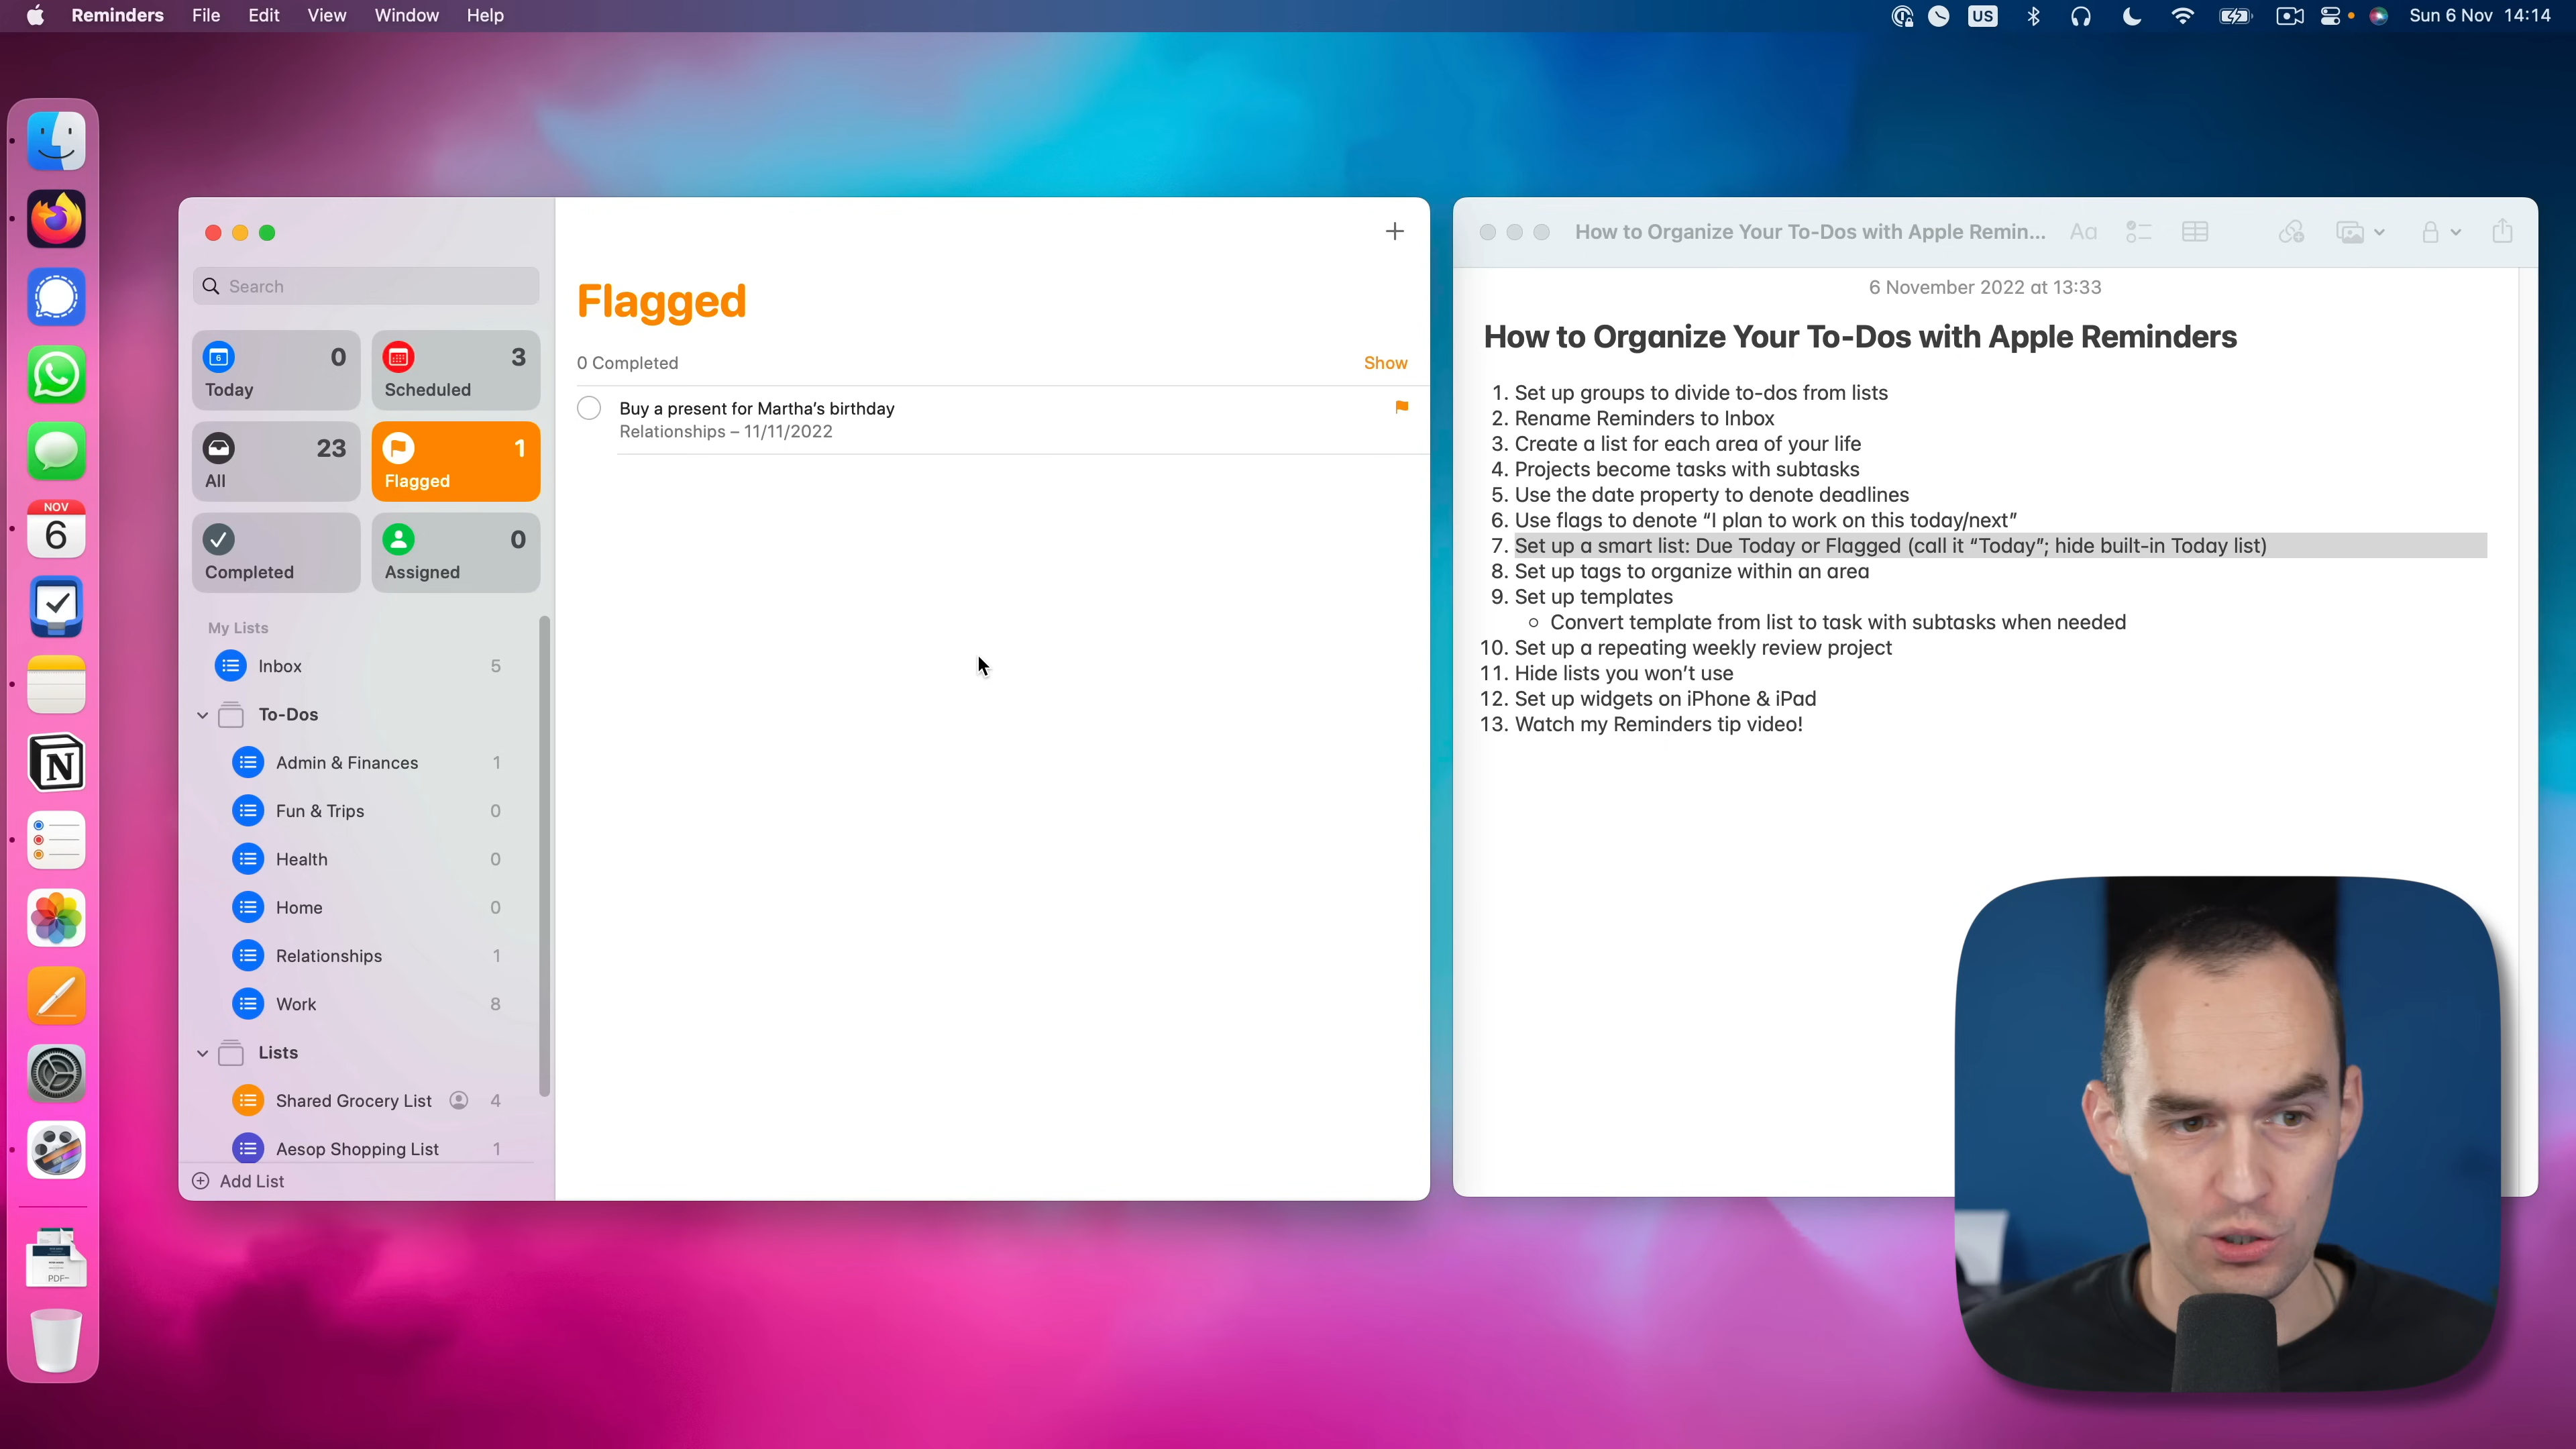 Reminders File Edit View Window Help
US
Sun 6 Nov 14:14
NOV
6
N
PDF
Search
6
0
Today
3
Scheduled
23
All
1
Flagged
Completed
0
Assigned
My Lists
Inbox 5
To-Dos
Admin & Finances 1
Fun & Trips 0
Health 0
Home 0
Relationships 1
Work 8
Lists
Shared Grocery List 4
Aesop Shopping List 1
Add List
Flagged
0 Completed Show
Buy a present for Martha’s birthday
Relationships – 11/11/2022
How to Organize Your To-Dos with Apple Remin... Aa
6 November 2022 at 13:33
How to Organize Your To-Dos with Apple Reminders
1. Set up groups to divide to-dos from lists
2. Rename Reminders to Inbox
3. Create a list for each area of your life
4. Projects become tasks with subtasks
5. Use the date property to denote deadlines
6. Use flags to denote “I plan to work on this today/next”
7. Set up a smart list: Due Today or Flagged (call it “Today”; hide built-in Today list)
8. Set up tags to organize within an area
9. Set up templates
Convert template from list to task with subtasks when needed
10. Set up a repeating weekly review project
11. Hide lists you won’t use
12. Set up widgets on iPhone & iPad
13. Watch my Reminders tip video!